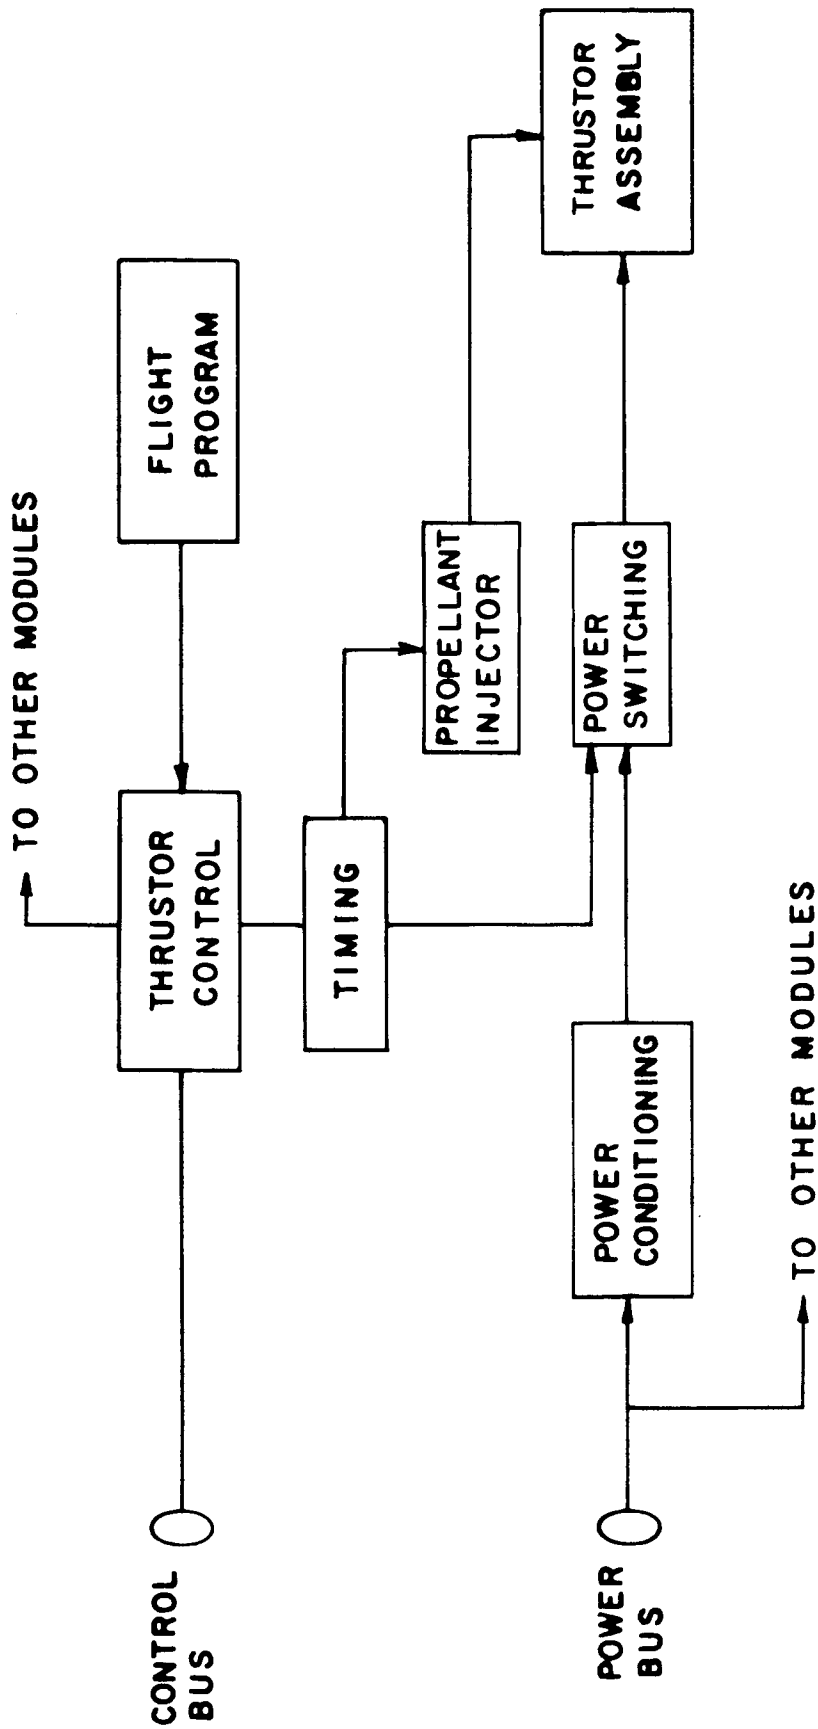 TO OTHER MODULES
CONTROL
BUS
THRUSTOR
CONTROL
FLIGHT
PROGRAM
TIMING
PROPELLANT
INJECTOR
POWER
BUS
POWER
CONDITIONING
POWER
SWITCHING
THRUSTOR
ASSEMBLY
TO OTHER MODULES